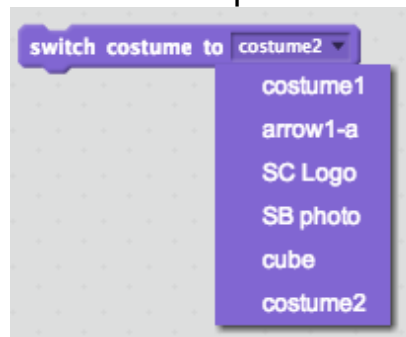 switch costume to costume2
costume1
arrow1-a
SC Logo
SB photo
cube
costume2